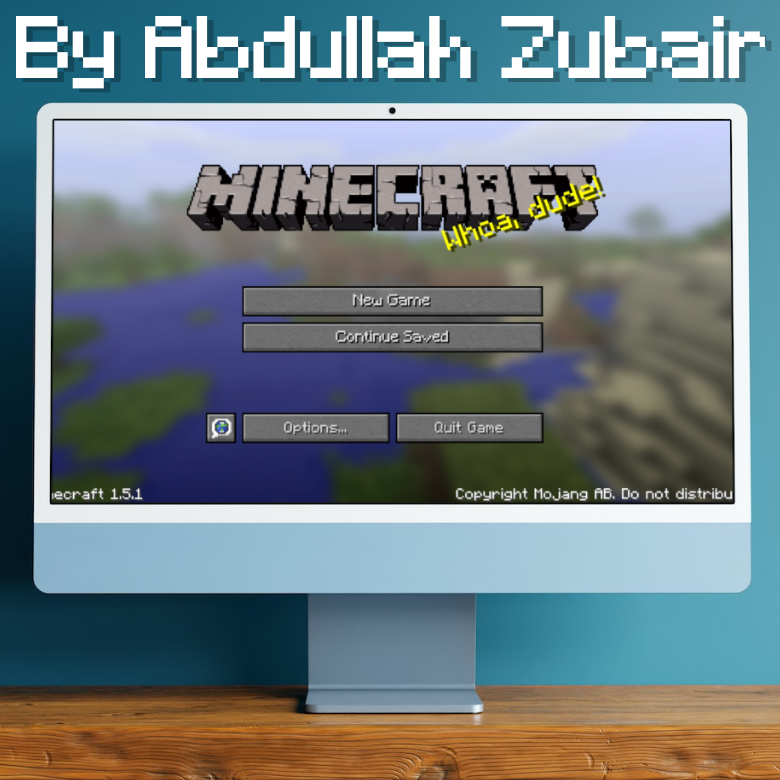 By Abdullah Zubair
MINECRAFT
Whoa, dude!
New Game
Continue Saved
Options...
Quit Game
ecraft 1.5.1
Copyright Mojang AB. Do not distribu